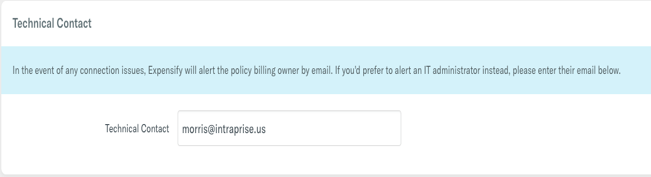 Technical Contact
In the event of any connection issues, Expensify will alert the policy billing owner by email. If you'd prefer to alert an IT administrator instead, please enter their email below.
Technical Contact morris@intraprise.us